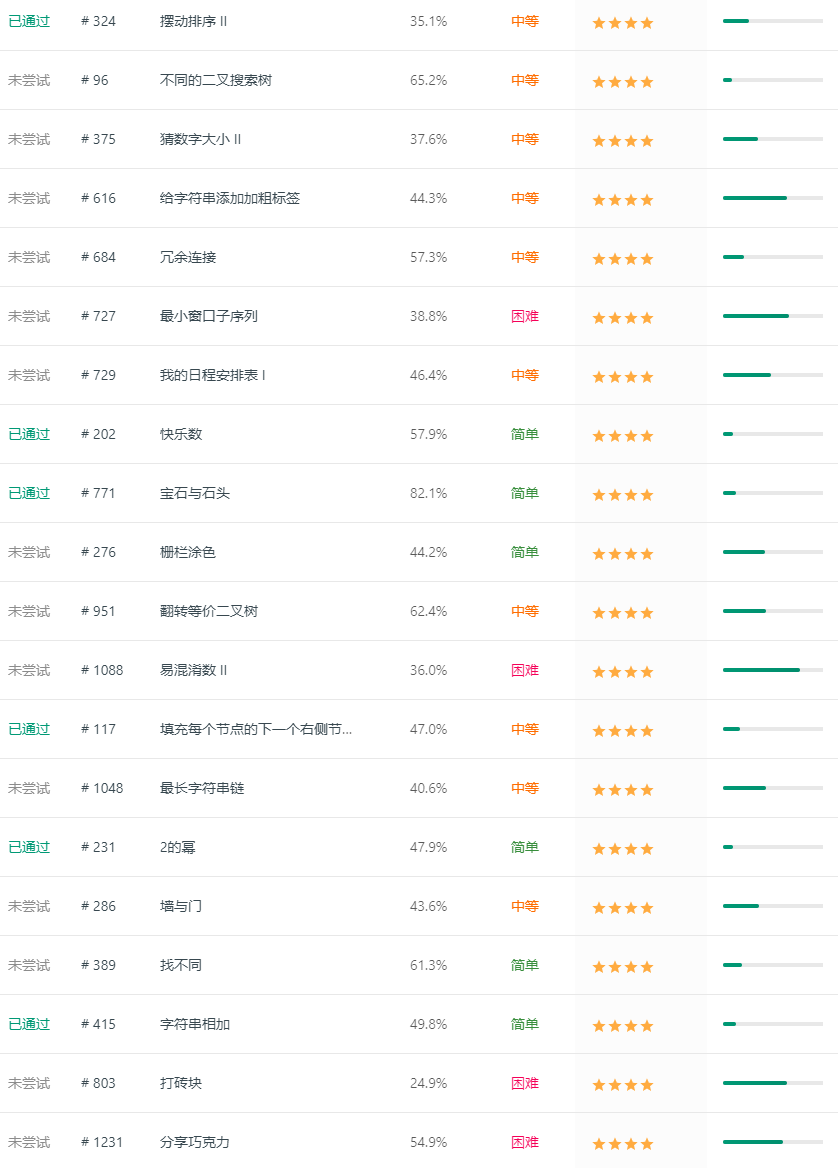 已通过 # 324 摆动排序 II 35.1% 中等
未尝试 # 96 不同的二叉搜索树 65.2% 中等
未尝试 # 375 猜数字大小 II 37.6% 中等
未尝试 # 616 给字符串添加加粗标签 44.3% 中等
未尝试 # 684 冗余连接 57.3% 中等
未尝试 # 727 最小窗口子序列 38.8% 困难
未尝试 # 729 我的日程安排表 I 46.4% 中等
已通过 # 202 快乐数 57.9% 简单
已通过 # 771 宝石与石头 82.1% 简单
未尝试 # 276 栅栏涂色 44.2% 简单
未尝试 # 951 翻转等价二叉树 62.4% 中等
未尝试 # 1088 易混淆数 II 36.0% 困难
已通过 # 117 填充每个节点的下一个右侧节... 47.0% 中等
未尝试 # 1048 最长字符串链 40.6% 中等
已通过 # 231 2的幂 47.9% 简单
未尝试 # 286 墙与门 43.6% 中等
未尝试 # 389 找不同 61.3% 简单
已通过 # 415 字符串相加 49.8% 简单
未尝试 # 803 打砖块 24.9% 困难
未尝试 # 1231 分享巧克力 54.9% 困难